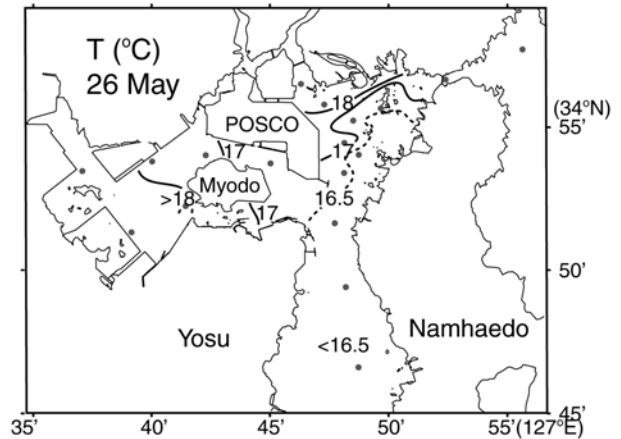 T (°C)
26 May
18
(34°N)
POSCO
55'
17
17
Myodo
>18
16.5
17
50'
Yosu
Namhaedo
<16.5
45'
35'
40'
45'
50'
55'(127°E)